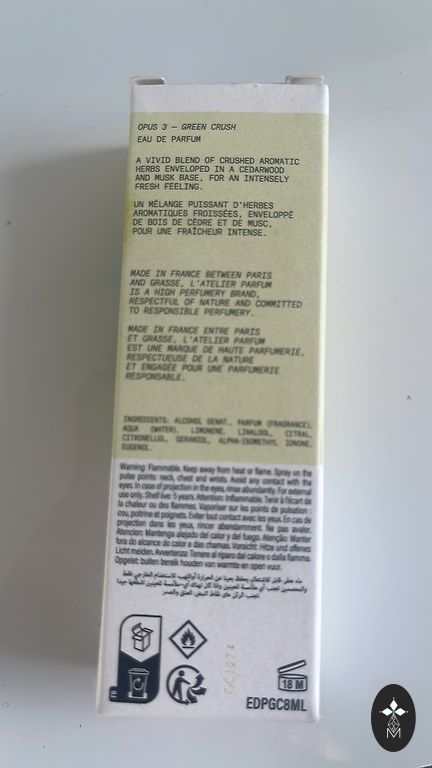 OPUS 3 — GREEN CRUSH
EAU DE PARFUM
A VIVID BLEND OF CRUSHED AROMATIC
HERBS ENVELOPED IN A CEDARWOOD
AND MUSK BASE, FOR AN INTENSELY
FRESH FEELING.
UN MÉLANGE PUISSANT D'HERBES
AROMATIQUES FROISSÉES, ENVELOPPÉ
DE BOIS DE CÈDRE ET DE MUSC,
POUR UNE FRAÎCHEUR INTENSE.
MADE IN FRANCE BETWEEN PARIS
AND GRASSE, L'ATELIER PARFUM
IS A HIGH PERFUMERY BRAND,
RESPECTFUL OF NATURE AND COMMITTED
TO RESPONSIBLE PERFUMERY.
MADE IN FRANCE ENTRE PARIS
ET GRASSE, L'ATELIER PARFUM
EST UNE MARQUE DE HAUTE PARFUMERIE,
RESPECTUEUSE DE LA NATURE
ET ENGAGÉE POUR UNE PARFUMERIE
RESPONSABLE.
INGREDIENTS: ALCOHOL DENAT., PARFUM (FRAGRANCE),
AQUA (WATER), LIMONENE, LINALOOL, CITRAL,
CITRONELLOL, GERANIOL, ALPHA-ISOMETHYL IONONE,
EUGENOL.
Warning: Flammable. Keep away from heat or flame. Spray on the
pulse points: neck, chest and wrists. Avoid any contact with the
eyes. In case of projection in the eyes, rinse abundantly. For external
use only. Shelf live: 5 years. Attention: Inflammable. Tenir à l'écart de
la chaleur ou des flammes. Vaporiser sur les points de pulsation :
cou, poitrine et poignets. Eviter tout contact avec les yeux. En cas de
projection dans les yeux, rincer abondamment. Ne pas avaler.
Atencion: Mantenga alejado del calor y del fuego. Atenção: Manter
fora do alcance do calor e das chamas. Vorsicht: Hitze und offenes
Licht meiden. Avvertenza: Tenere al riparo dal calore o dalla fiamma.
Opgelet: buiten bereik houden van warmte en open vuur.
FR
GC1074
18 M
EDPGC8ML